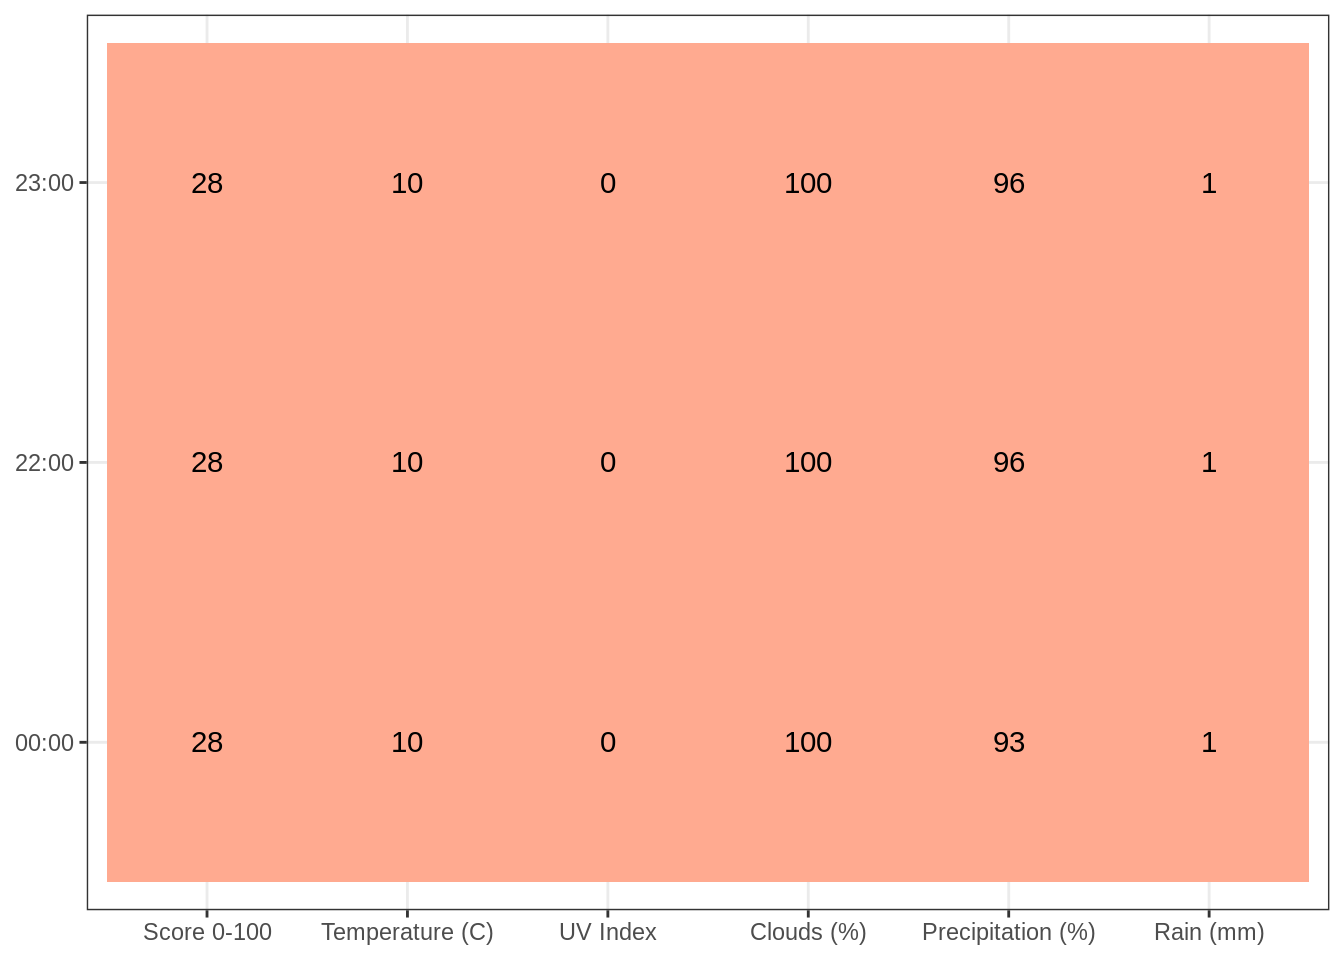 23:00 28 10 0 100 96 1
22:00 28 10 0 100 96 1
00:00 28 10 0 100 93 1
Score 0-100 Temperature (C) UV Index Clouds (%) Precipitation (%) Rain (mm)